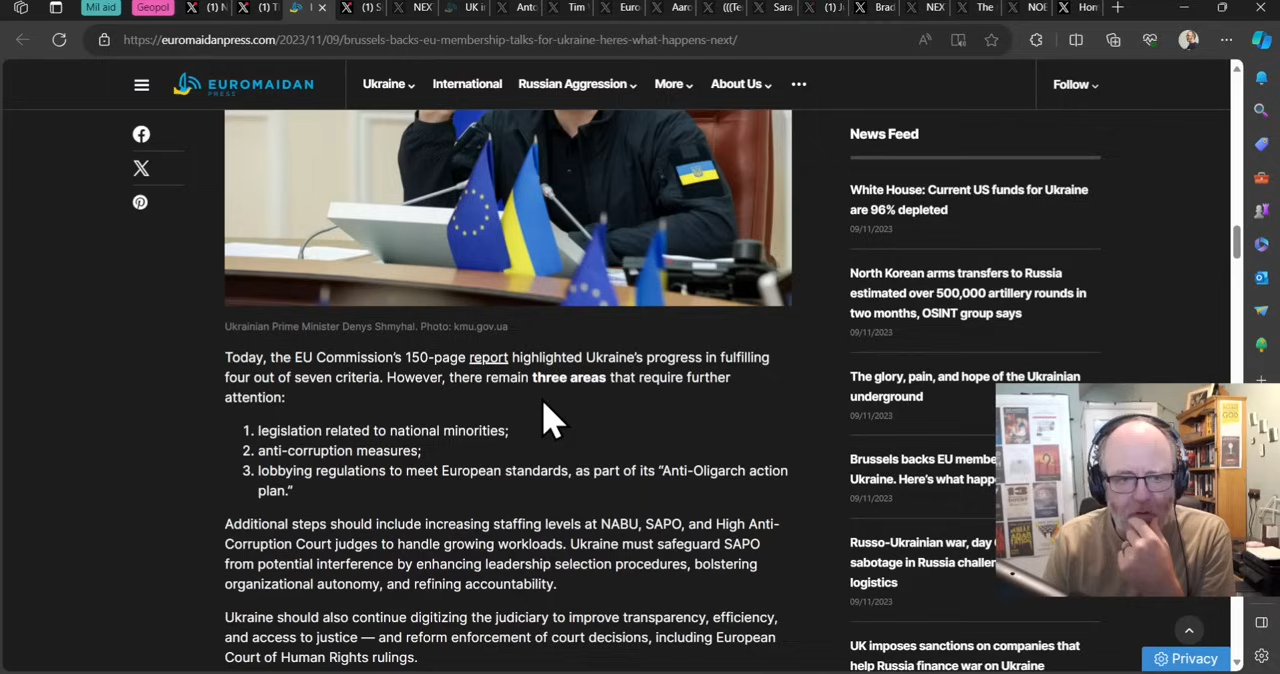 Mil aid
Geopol
(1) N
(1) T
(1) S
NEX
UK i
Anto
Tim
Euro
Aaro
(((Te
Sara
(1) J
Brad
NEX
The
NOE
Hom
https://euromaidanpress.com/2023/11/09/brussels-backs-eu-membership-talks-for-ukraine-heres-what-happens-next/
EUROMAIDAN
PRESS
Ukraine
International
Russian Aggression
More
About Us
Follow
Ukrainian Prime Minister Denys Shmyhal. Photo: kmu.gov.ua
Today, the EU Commission's 150-page report highlighted Ukraine's progress in fulfilling
four out of seven criteria. However, there remain three areas that require further
attention:
1. legislation related to national minorities;
2. anti-corruption measures;
3. lobbying regulations to meet European standards, as part of its "Anti-Oligarch action
plan."
Additional steps should include increasing staffing levels at NABU, SAPO, and High Anti-
Corruption Court judges to handle growing workloads. Ukraine must safeguard SAPO
from potential interference by enhancing leadership selection procedures, bolstering
organizational autonomy, and refining accountability.
Ukraine should also continue digitizing the judiciary to improve transparency, efficiency,
and access to justice — and reform enforcement of court decisions, including European
Court of Human Rights rulings.
News Feed
White House: Current US funds for Ukraine
are 96% depleted
09/11/2023
North Korean arms transfers to Russia
estimated over 500,000 artillery rounds in
two months, OSINT group says
09/11/2023
The glory, pain, and hope of the Ukrainian
underground
09/11/2023
Brussels backs EU membe
Ukraine. Here's what happ
09/11/2023
Russo-Ukrainian war, day
sabotage in Russia challen
logistics
09/11/2023
UK imposes sanctions on companies that
help Russia finance war on Ukraine
Privacy